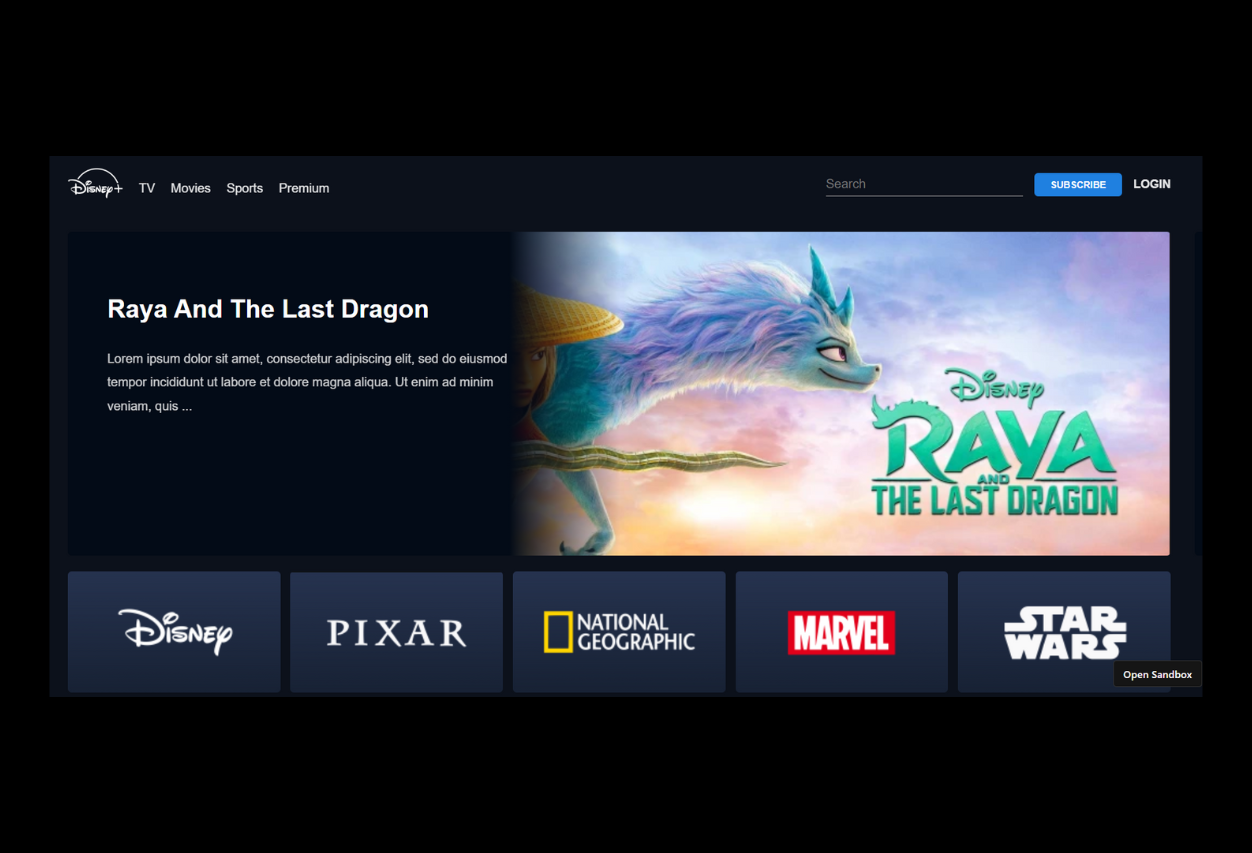 Disney+ TV Movies Sports Premium Search SUBSCRIBE LOGIN
Raya And The Last Dragon
Lorem ipsum dolor sit amet, consectetur adipiscing elit, sed do eiusmod
tempor incididunt ut labore et dolore magna aliqua. Ut enim ad minim
veniam, quis ...
Disney
RAYA
AND
THE LAST DRAGON
Disney
PIXAR
NATIONAL
GEOGRAPHIC
MARVEL
STAR
WARS
Open Sandbox